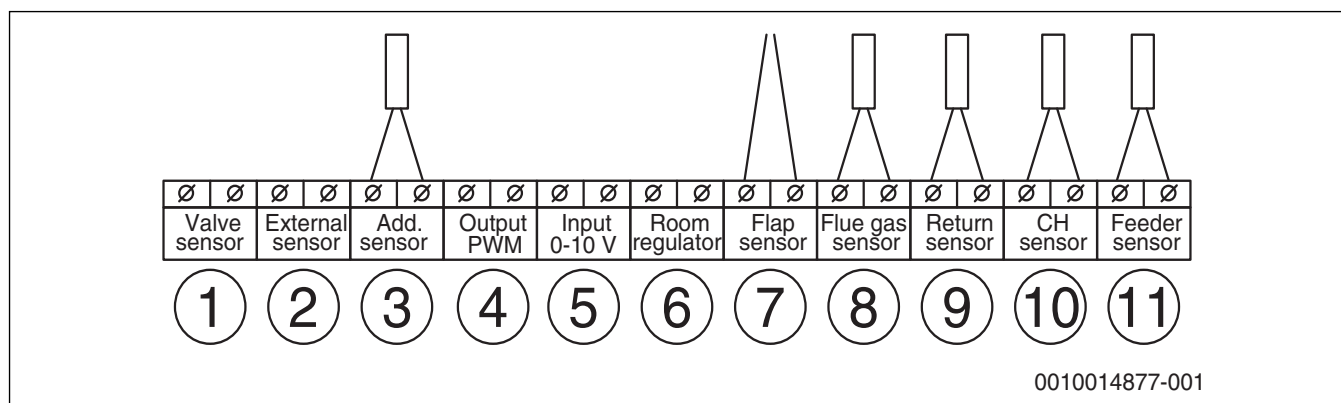 Valve sensor
External sensor
Add. sensor
Output PWM
Input 0-10 V
Room regulator
Flap sensor
Flue gas sensor
Return sensor
CH sensor
Feeder sensor
1 2 3 4 5 6 7 8 9 10 11
0010014877-001